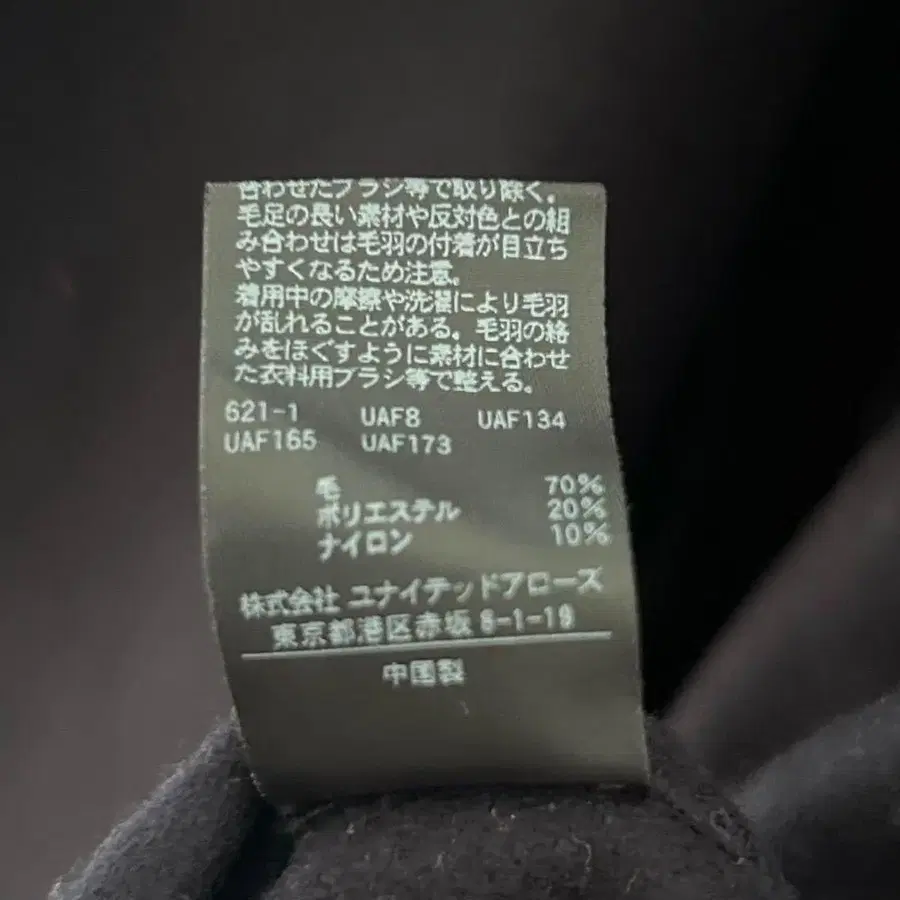 合わせたブラシ等で取り除く。
毛足の長い素材や反対色との組
み合わせは毛羽の付着が目立ち
やすくなるため注意。
着用中の摩擦や洗濯により毛羽
が乱れることがある。毛羽の絡
みをほぐすように素材に合わせ
た衣料用ブラシ等で整える。
621-1 UAF8 UAF134
UAF165 UAF173
毛 70%
ポリエステル 20%
ナイロン 10%
株式会社 ユナイテッドアローズ
東京都港区赤坂 8-1-19
中国製